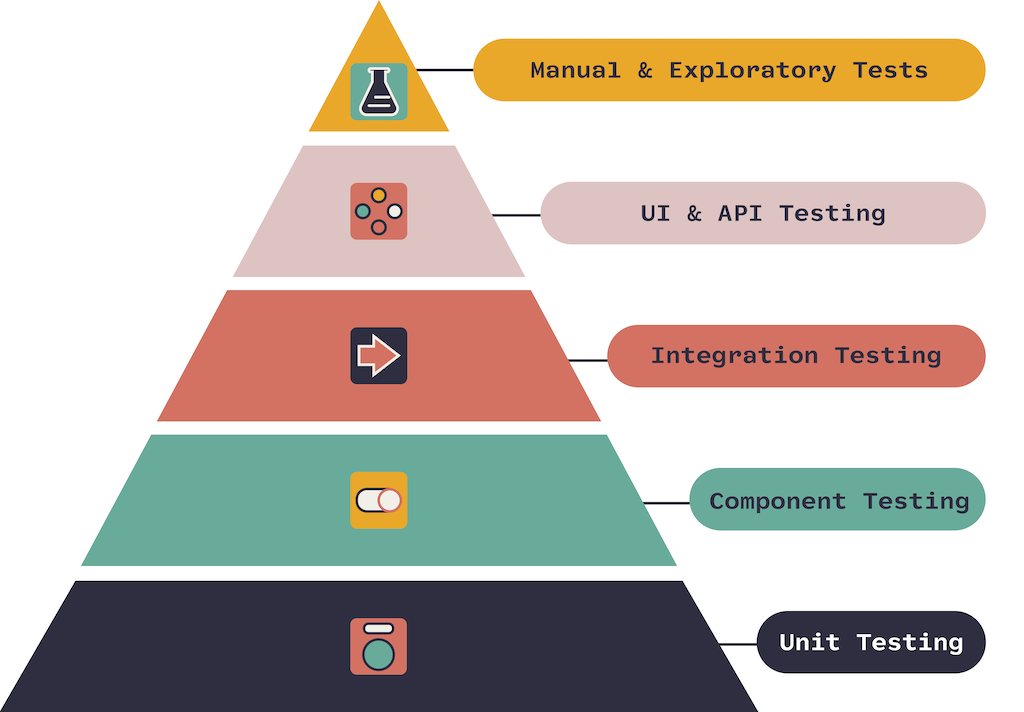 Manual & Exploratory Tests
UI & API Testing
Integration Testing
Component Testing
Unit Testing